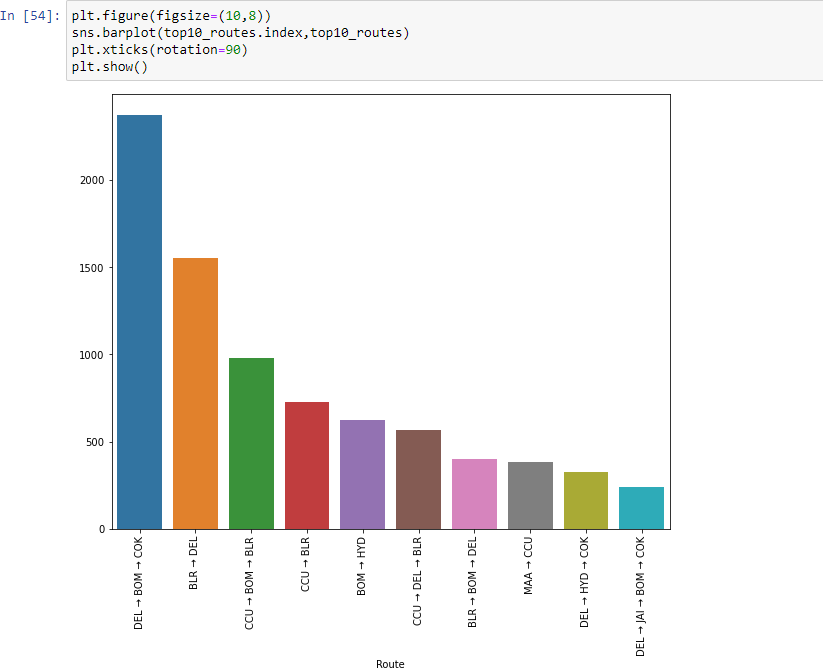 In [54]: plt.figure(figsize=(10,8))
sns.barplot(top10_routes.index,top10_routes)
plt.xticks(rotation=90)
plt.show()
2000
1500
1000
500
0
DEL → BOM → COK
BLR → DEL
CCU → BOM → BLR
CCU → BLR
BOM → HYD
CCU → DEL → BLR
BLR → BOM → DEL
MAA → CCU
DEL → HYD → COK
DEL → JAI → BOM → COK
Route